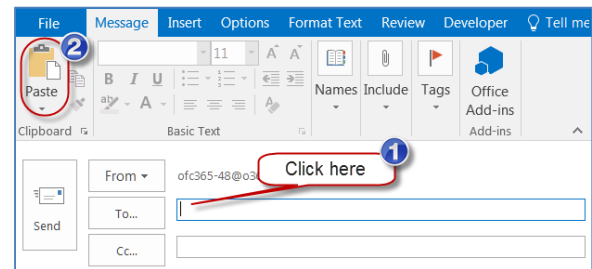 File Message Insert Options Format Text Review Developer Tell me
2
11 A A
Paste B I U Names Include Tags Office Add-ins
aby A A
Clipboard Basic Text Add-ins
1
From ofc365-48@o3 Click here
To...
Send
Cc...